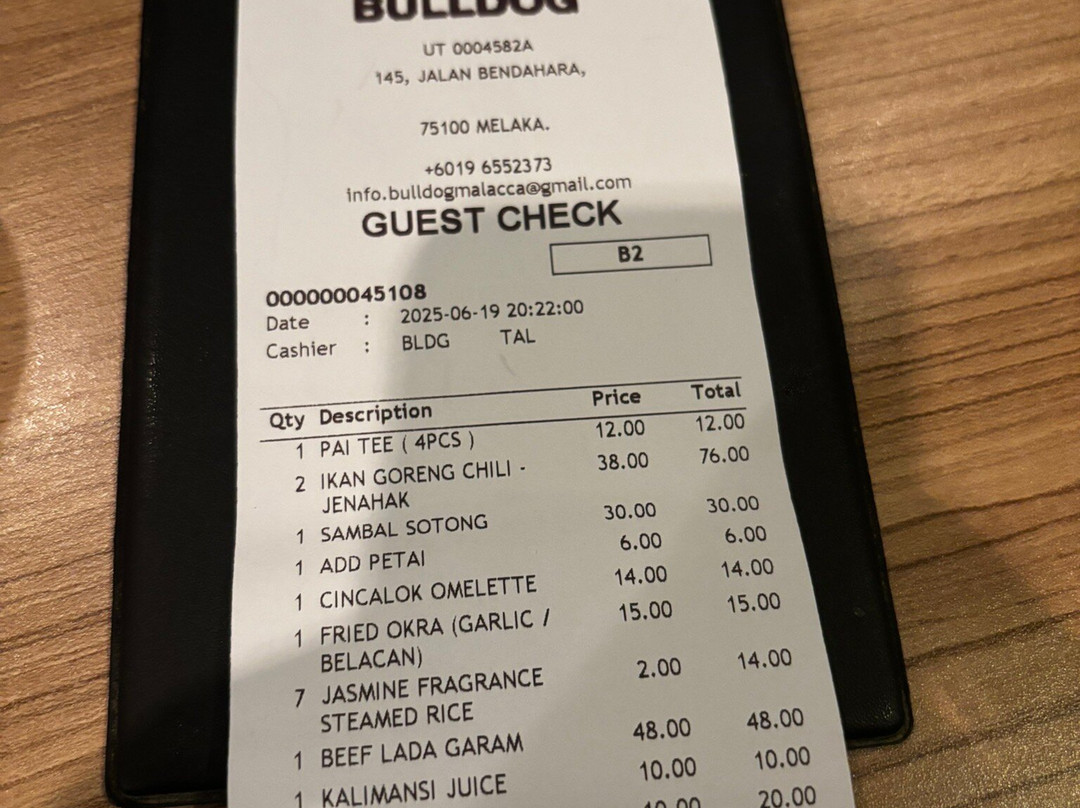 BULLDOG
UT 0004582A
145, JALAN BENDAHARA,
75100 MELAKA.
+6019 6552373
info.bulldogmalacca@gmail.com
GUEST CHECK
B2
000000045108
Date : 2025-06-19 20:22:00
Cashier : BLDG TAL
Qty Description Price Total
1 PAI TEE ( 4PCS ) 12.00 12.00
2 IKAN GORENG CHILI - 38.00 76.00
JENAHAK
1 SAMBAL SOTONG 30.00 30.00
1 ADD PETAI 6.00 6.00
1 CINCALOK OMELETTE 14.00 14.00
1 FRIED OKRA (GARLIC / 15.00 15.00
BELACAN)
7 JASMINE FRAGRANCE 2.00 14.00
STEAMED RICE
1 BEEF LADA GARAM 48.00 48.00
1 KALIMANSI JUICE 10.00 10.00
10.00 20.00